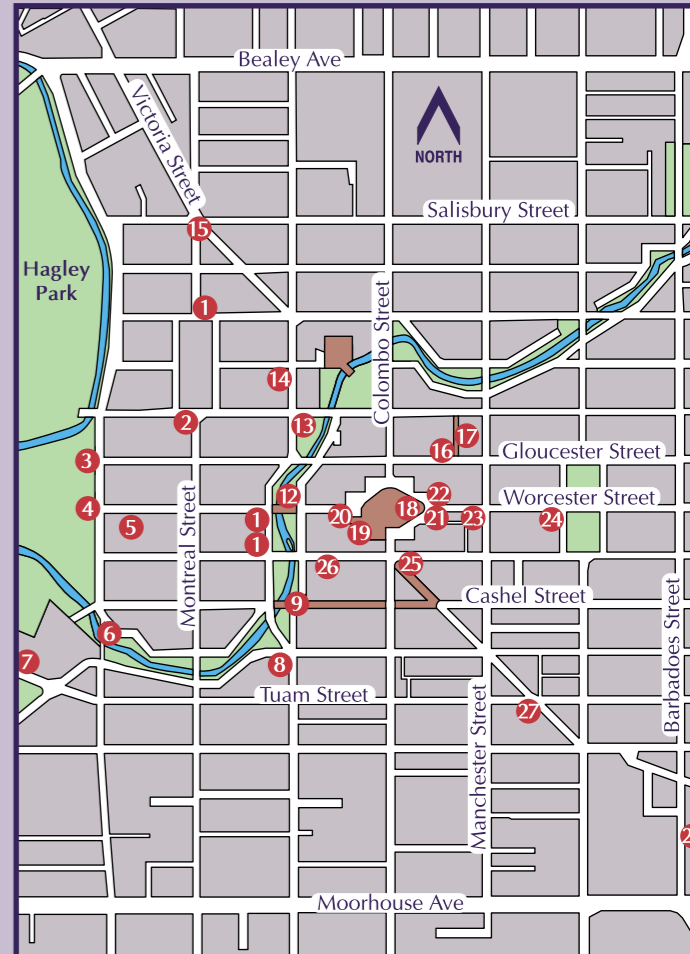 Bealey Ave
Victoria Street
NORTH
Salisbury Street
15
Hagley
Park
1
Colombo Street
14
2
13
17
16
Gloucester Street
3
12
22
Worcester Street
4
5
Montreal Street
1
20
18
21
23
24
19
1
25
26
9
Cashel Street
6
7
8
Barbadoes Street
Tuam Street
Manchester Street
27
2
Moorhouse Ave